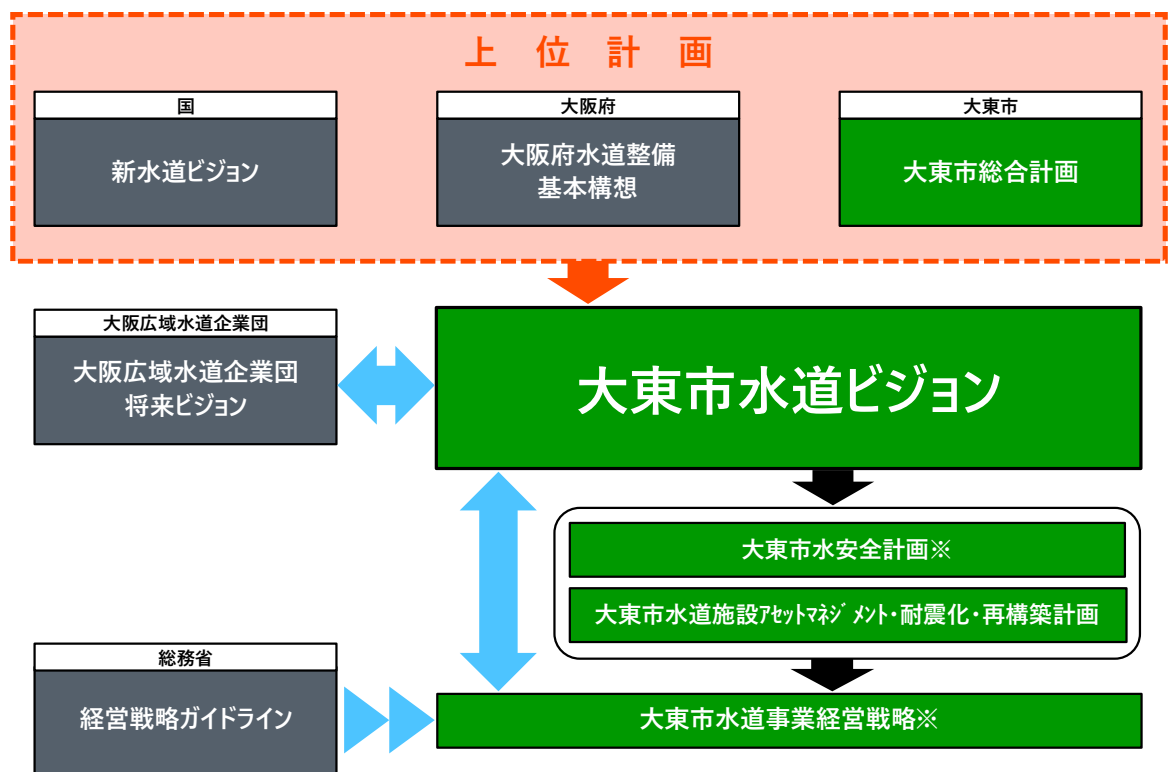 上位計画
国
新水道ビジョン
大阪府
大阪府水道整備
基本構想
大東市
大東市総合計画
大阪広域水道企業団
大阪広域水道企業団
将来ビジョン
大東市水道ビジョン
大東市水安全計画※
大東市水道施設ｱｾｯﾄﾏﾈｼﾞﾒﾝﾄ・耐震化・再構築計画
総務省
経営戦略ガイドライン
大東市水道事業経営戦略※